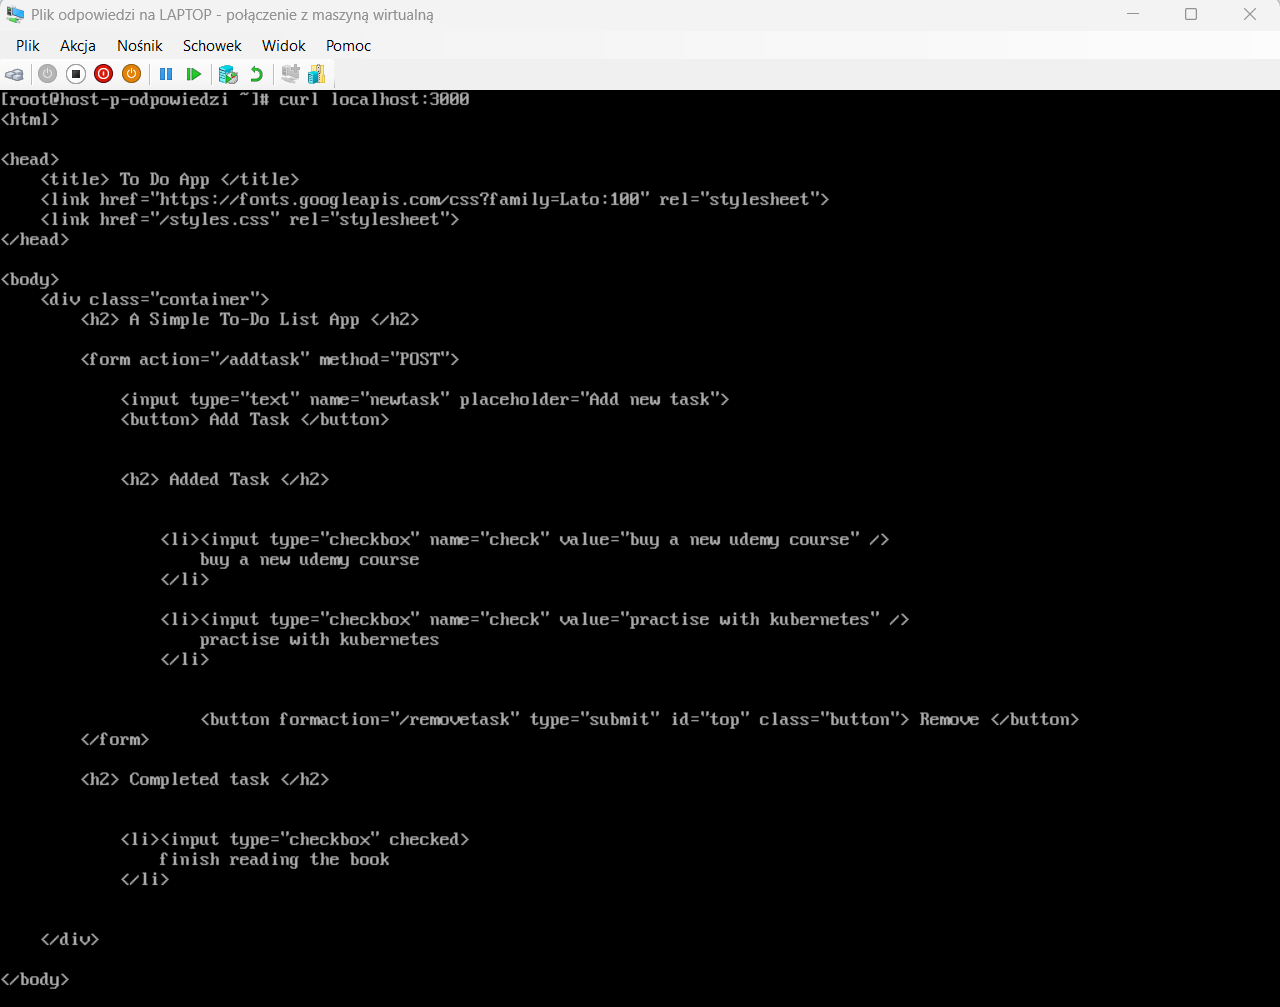 Plik odpowiedzi na LAPTOP - połączenie z maszyną wirtualną
Plik Akcja Nośnik Schowek Widok Pomoc
[root@host-p-odpowiedzi ~]# curl localhost:3000
<html>
<head>
<title> To Do App </title>
<link href="https://fonts.googleapis.com/css?family=Lato:100" rel="stylesheet">
<link href="/styles.css" rel="stylesheet">
</head>
<body>
<div class="container">
<h2> A Simple To-Do List App </h2>
<form action="/addtask" method="POST">
<input type="text" name="newtask" placeholder="Add new task">
<button> Add Task </button>
<h2> Added Task </h2>
<li><input type="checkbox" name="check" value="buy a new udemy course" />
buy a new udemy course
</li>
<li><input type="checkbox" name="check" value="practise with kubernetes" />
practise with kubernetes
</li>
<button formaction="/removetask" type="submit" id="top" class="button"> Remove </button>
</form>
<h2> Completed task </h2>
<li><input type="checkbox" checked>
finish reading the book
</li>
</div>
</body>